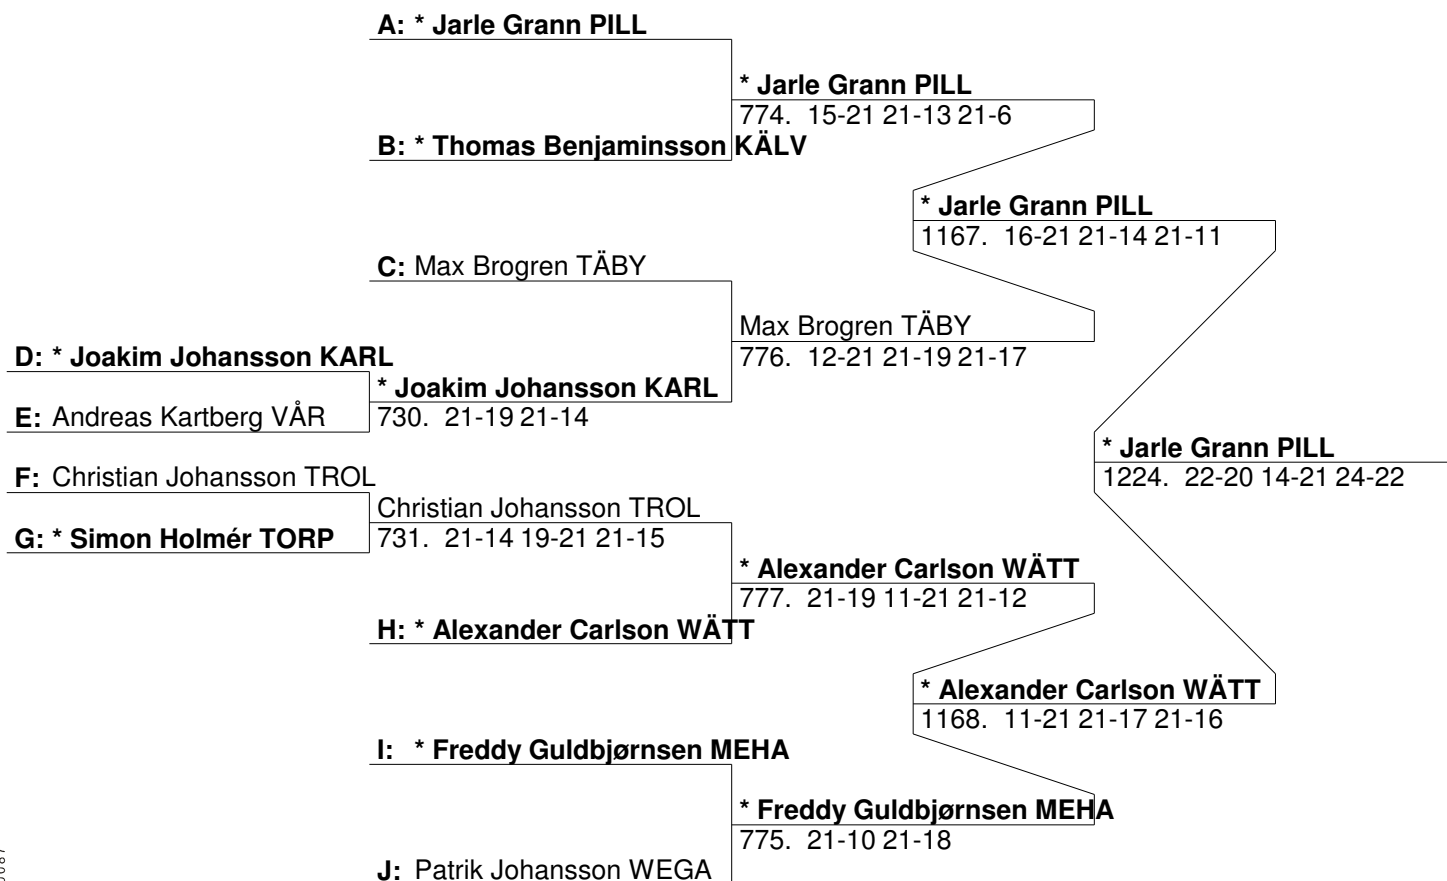 A: * Jarle Grann PILL
* Jarle Grann PILL
774. 15-21 21-13 21-6
B: * Thomas Benjaminsson KÄLV
* Jarle Grann PILL
1167. 16-21 21-14 21-11
C: Max Brogren TÄBY
Max Brogren TÄBY
776. 12-21 21-19 21-17
D: * Joakim Johansson KARL
* Joakim Johansson KARL
730. 21-19 21-14
E: Andreas Kartberg VÅR
* Jarle Grann PILL
1224. 22-20 14-21 24-22
F: Christian Johansson TROL
Christian Johansson TROL
731. 21-14 19-21 21-15
G: * Simon Holmér TORP
* Alexander Carlson WÄTT
777. 21-19 11-21 21-12
H: * Alexander Carlson WÄTT
* Alexander Carlson WÄTT
1168. 11-21 21-17 21-16
I: * Freddy Guldbjørnsen MEHA
* Freddy Guldbjørnsen MEHA
775. 21-10 21-18
J: Patrik Johansson WEGA